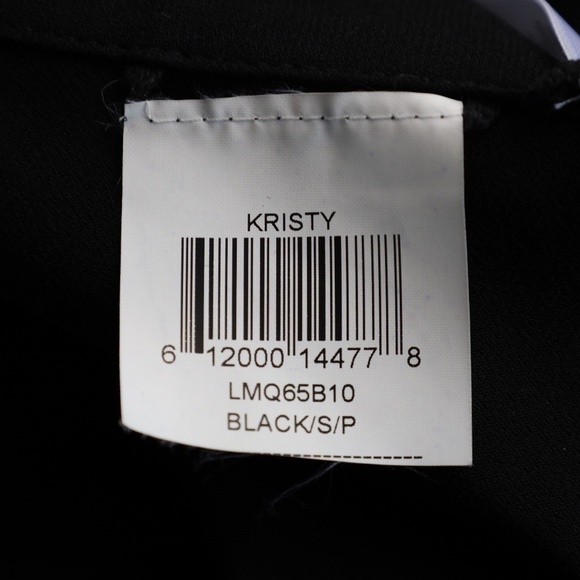 KRISTY
6 12000 14477 8
LMQ65B10
BLACK/S/P